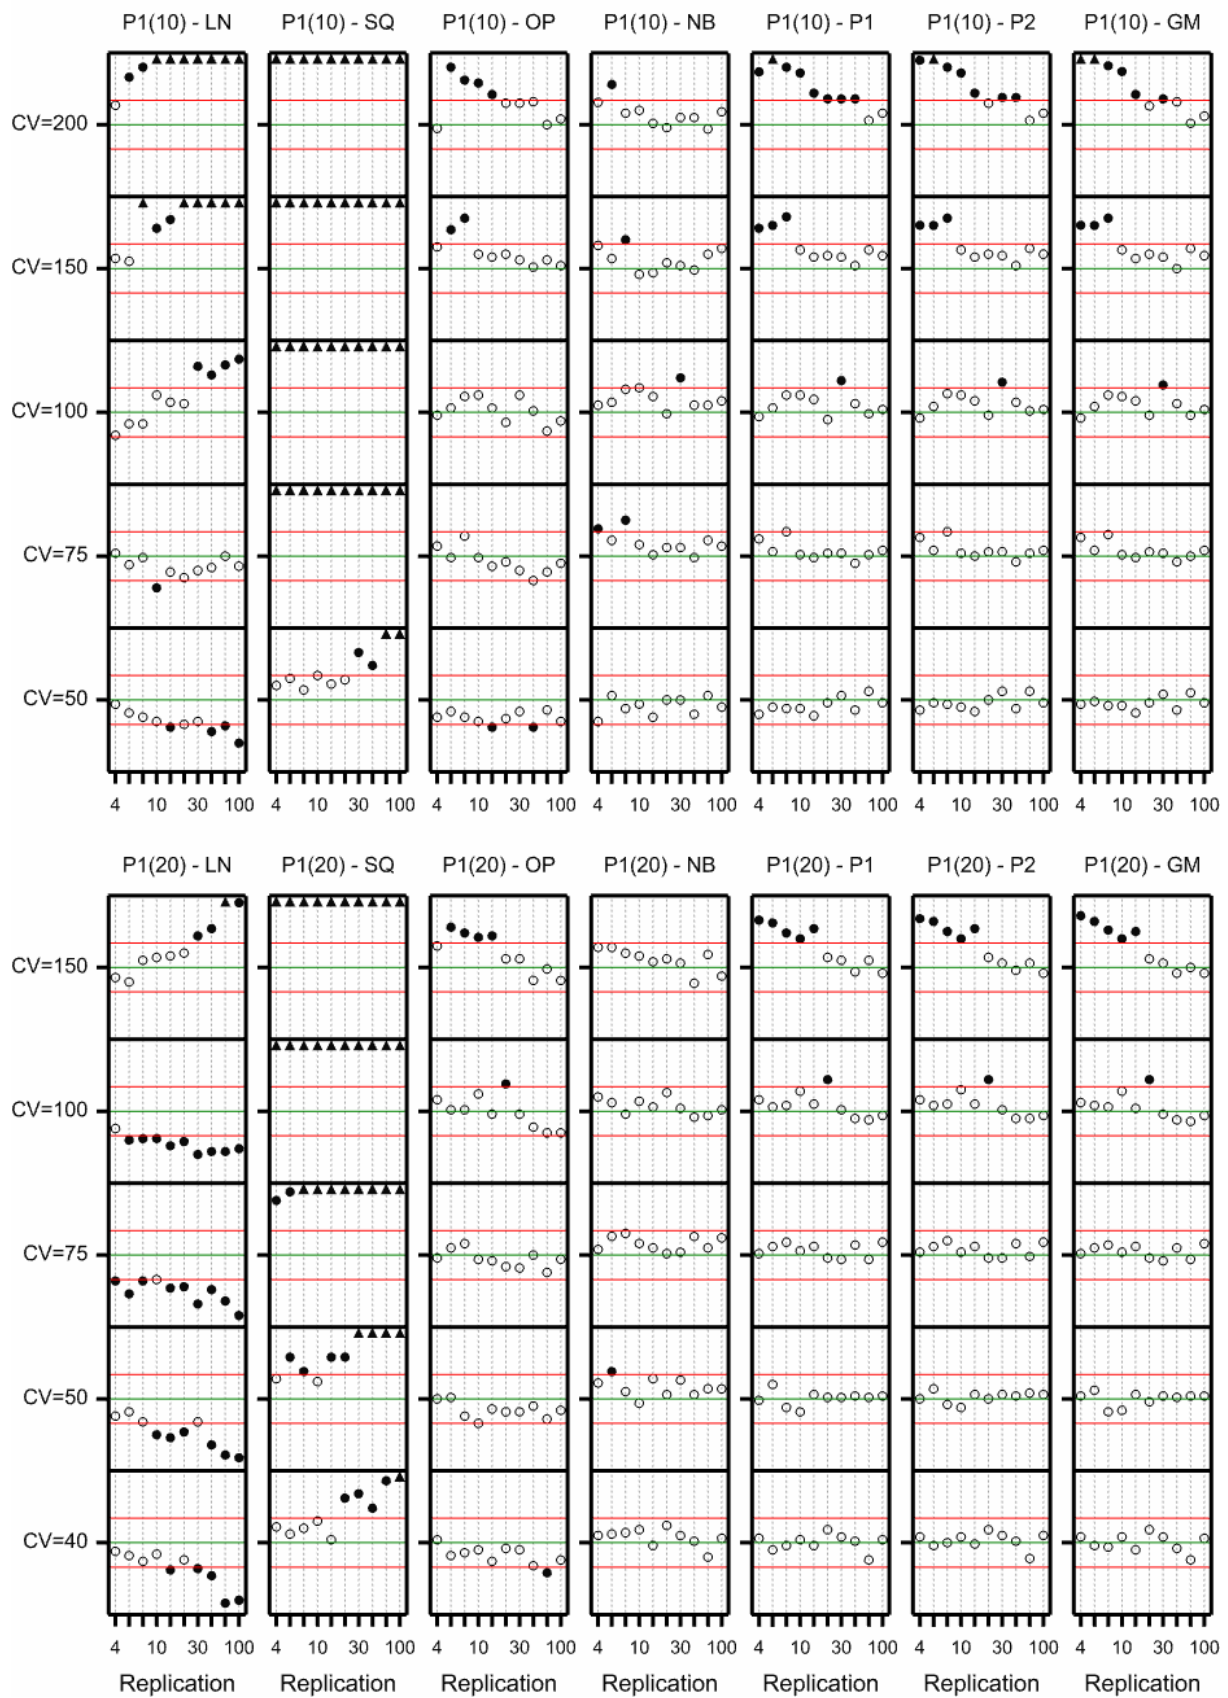 P1(10) - LN P1(10) - SQ P1(10) - OP P1(10) - NB P1(10) - P1 P1(10) - P2 P1(10) - GM
CV=200
CV=150
CV=100
CV=75
CV=50
4 10 30 100 4 10 30 100 4 10 30 100 4 10 30 100 4 10 30 100 4 10 30 100 4 10 30 100
P1(20) - LN P1(20) - SQ P1(20) - OP P1(20) - NB P1(20) - P1 P1(20) - P2 P1(20) - GM
CV=150
CV=100
CV=75
CV=50
CV=40
4 10 30 100 4 10 30 100 4 10 30 100 4 10 30 100 4 10 30 100 4 10 30 100 4 10 30 100
Replication Replication Replication Replication Replication Replication Replication